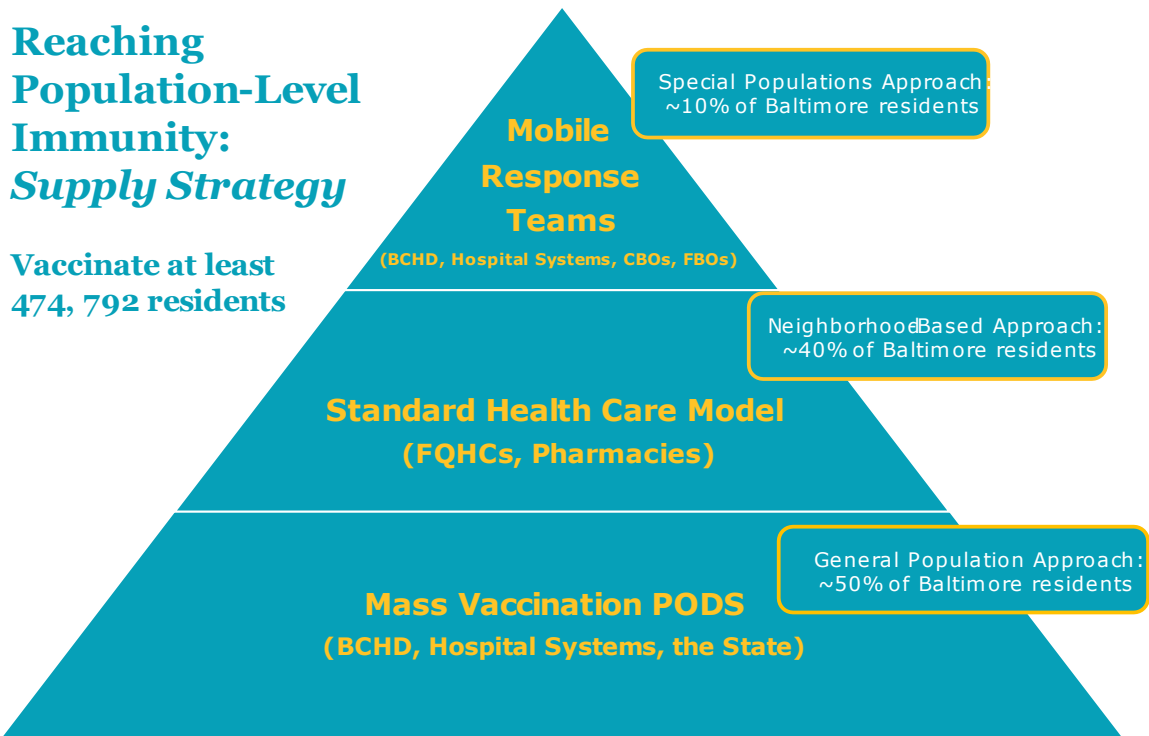 Reaching
Population-Level
Immunity:
Supply Strategy
Vaccinate at least
474, 792 residents
Special Populations Approach:
~10% of Baltimore residents
Mobile
Response
Teams
(BCHD, Hospital Systems, CBOs, FBOs)
Neighborhood-Based Approach:
~40% of Baltimore residents
Standard Health Care Model
(FQHCs, Pharmacies)
General Population Approach:
~50% of Baltimore residents
Mass Vaccination PODS
(BCHD, Hospital Systems, the State)